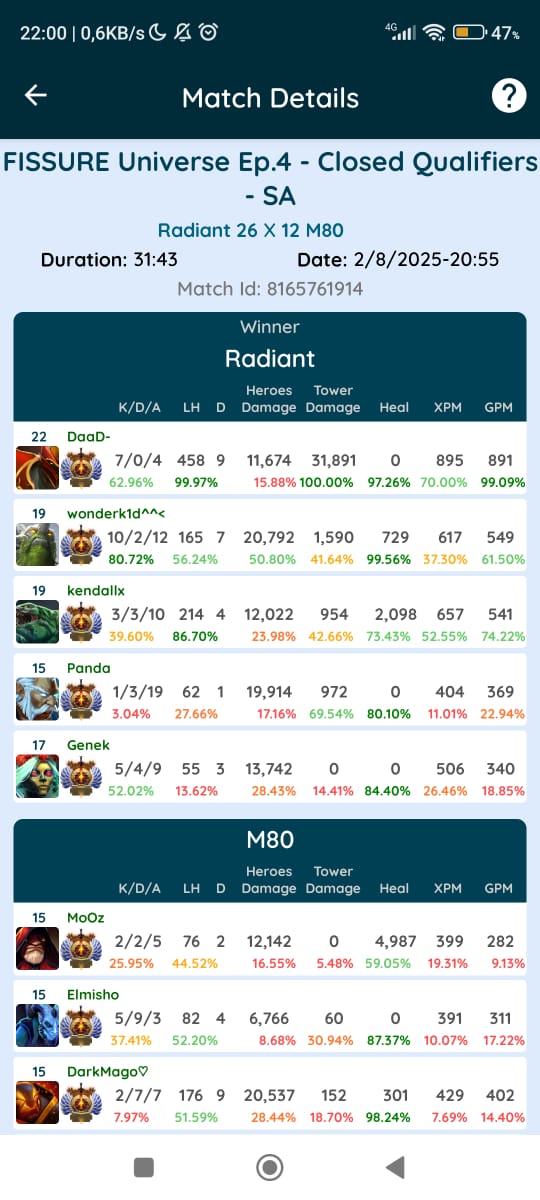 22:00 | 0,6KB/s 4G 47%
Match Details ?
FISSURE Universe Ep.4 - Closed Qualifiers
- SA
Radiant 26 X 12 M80
Duration: 31:43 Date: 2/8/2025-20:55
Match Id: 8165761914
Winner
Radiant
Heroes Tower
K/D/A LH D Damage Damage Heal XPM GPM
22 DaaD-
7/0/4 458 9 11,674 31,891 0 895 891
62.96% 99.97% 15.88% 100.00% 97.26% 70.00% 99.09%
19 wonderk1d^^<
10/2/12 165 7 20,792 1,590 729 617 549
80.72% 56.24% 50.80% 41.64% 99.56% 37.30% 61.50%
19 kendallx
3/3/10 214 4 12,022 954 2,098 657 541
39.60% 86.70% 23.98% 42.66% 73.43% 52.55% 74.22%
15 Panda
1/3/19 62 1 19,914 972 0 404 369
3.04% 27.66% 17.16% 69.54% 80.10% 11.01% 22.94%
17 Genek
5/4/9 55 3 13,742 0 0 506 340
52.02% 13.62% 28.43% 14.41% 84.40% 26.46% 18.85%
M80
Heroes Tower
K/D/A LH D Damage Damage Heal XPM GPM
15 MoOz
2/2/5 76 2 12,142 0 4,987 399 282
25.95% 44.52% 16.55% 5.48% 59.05% 19.31% 9.13%
15 Elmisho
5/9/3 82 4 6,766 60 0 391 311
37.41% 52.20% 8.68% 30.94% 87.37% 10.07% 17.22%
15 DarkMago♡
2/7/7 176 9 20,537 152 301 429 402
7.97% 51.59% 28.44% 18.70% 98.24% 7.69% 14.40%